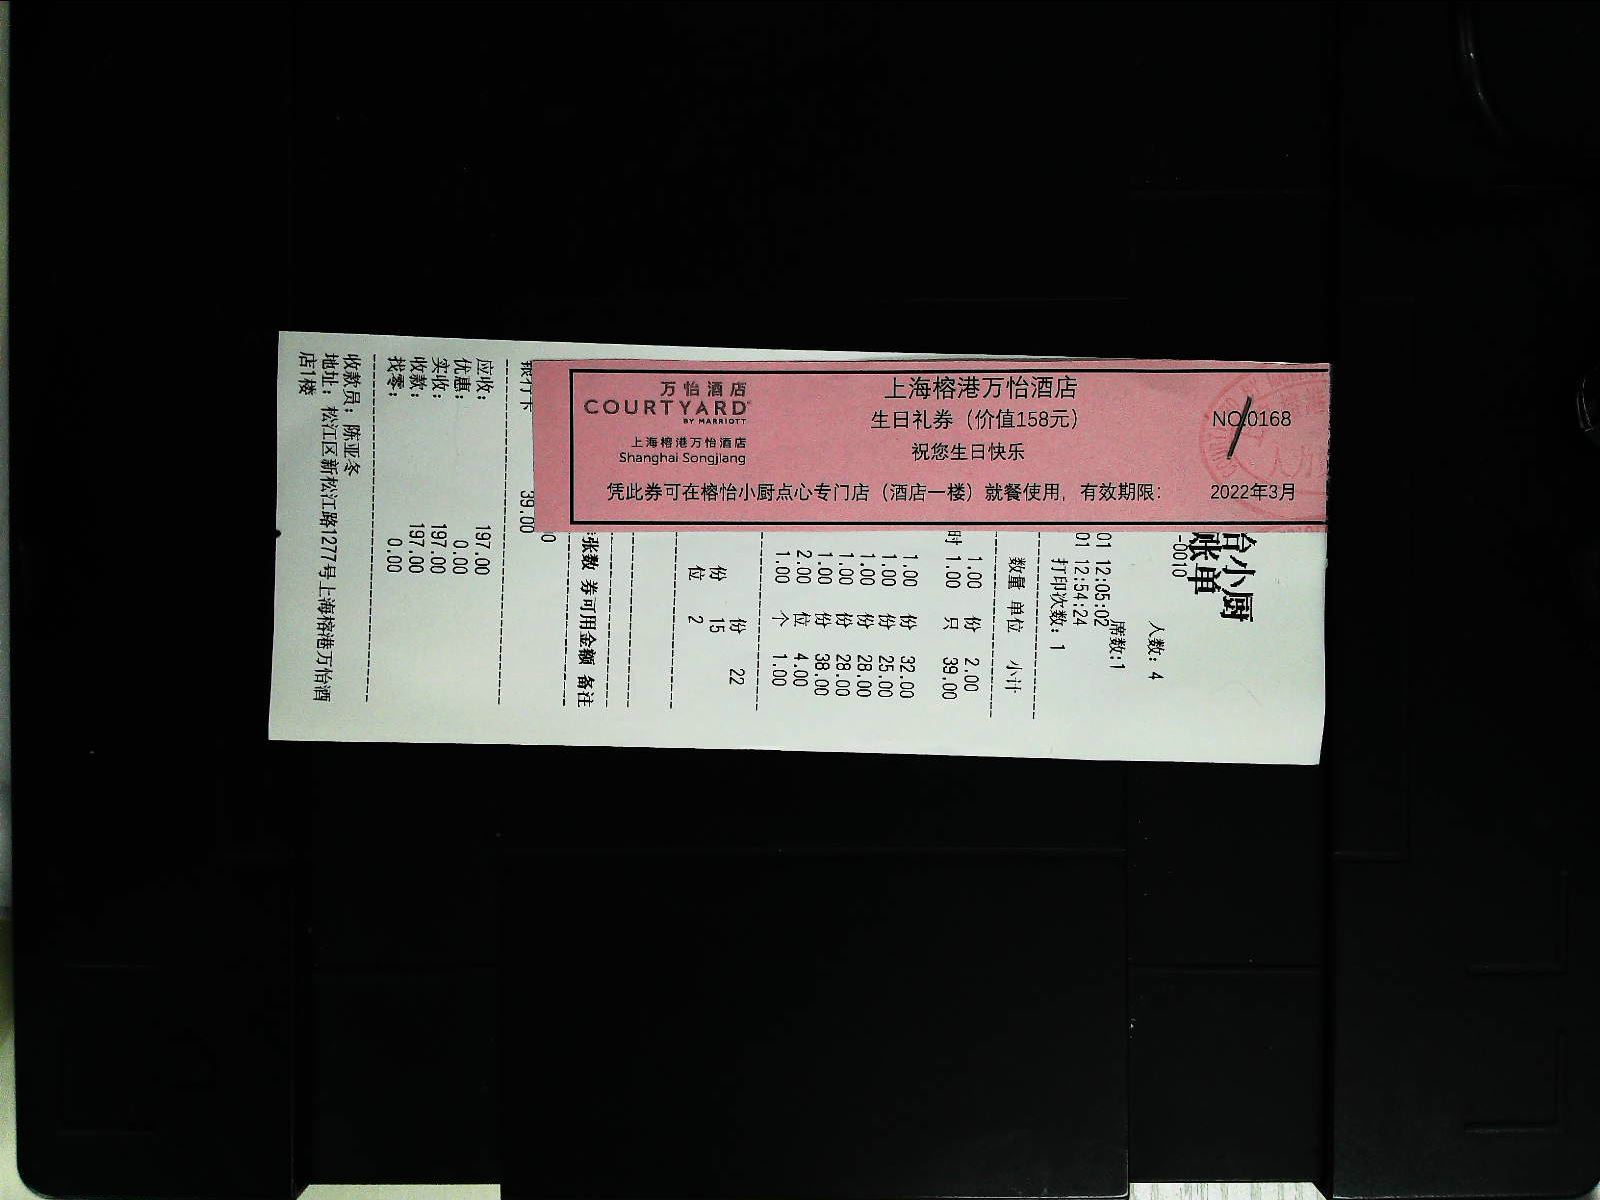 万怡酒店
COURTYARD
BY MARRIOTT
上海榕港万怡酒店
Shanghai Songjiang
上海榕港万怡酒店
生日礼券（价值158元）
祝您生日快乐
NO.0168
凭此券可在榕怡小厨点心专门店（酒店一楼）就餐使用，有效期限：
2022年3月
小厨
账单
-0010
人数：4
席数:1
01 12:05:02
01 12:54:24
打印次数：1
数量 单位 小计
1.00 份 2.00
时 1.00 只 39.00
1.00 份 32.00
1.00 份 25.00
1.00 份 28.00
1.00 份 28.00
1.00 份 38.00
2.00 位 4.00
1.00 个 1.00
份 22
份 15
位 2
张数 券可用金额 备注
银行卡 39.00
应收： 197.00
优惠： 0.00
实收： 197.00
收款： 197.00
找零： 0.00
收款员：陈亚冬
地址：松江区新松江路1277号上海榕港万怡酒
店1楼